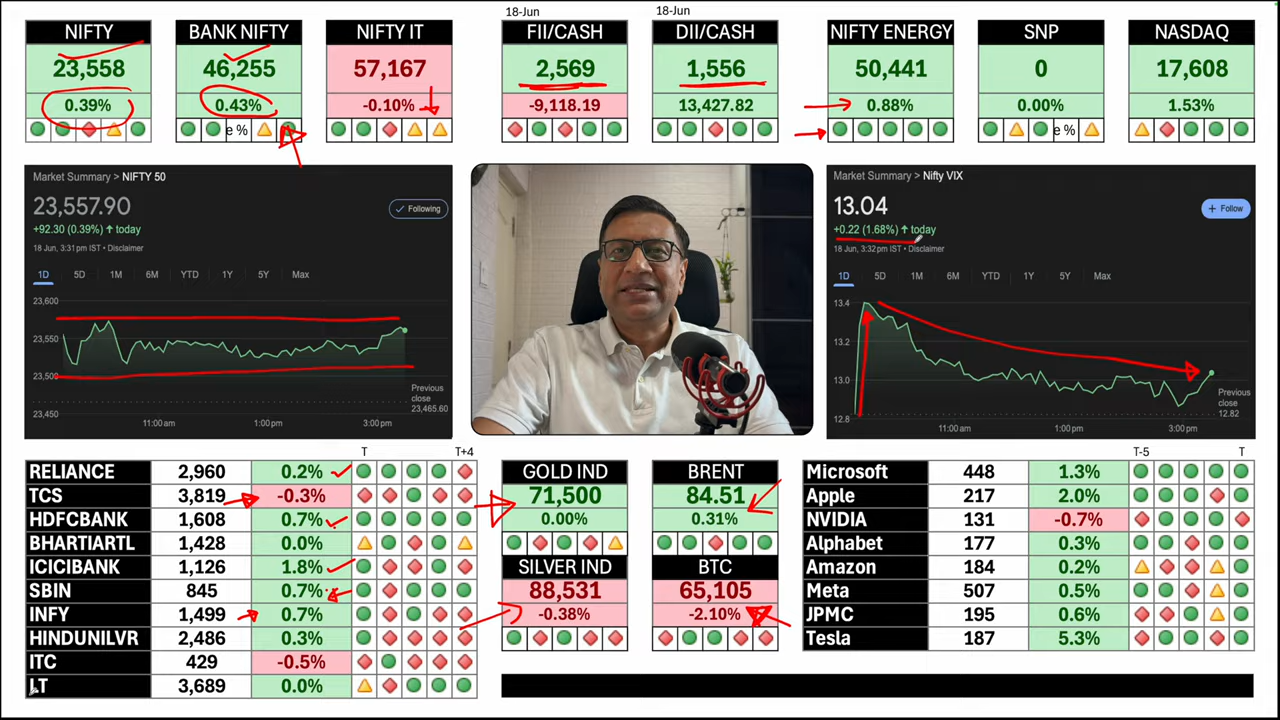 18-Jun
18-Jun
NIFTY
BANK NIFTY
NIFTY IT
FII/CASH
DII/CASH
NIFTY ENERGY
SNP
NASDAQ
23,558
46,255
57,167
2,569
1,556
50,441
0
17,608
0.39%
0.43%
-0.10%
-9,118.19
13,427.82
0.88%
0.00%
1.53%
e %
e %
Market Summary > NIFTY 50
23,557.90
Following
+92.30 (0.39%) ↑ today
18 Jun, 3:31 pm IST • Disclaimer
1D 5D 1M 6M YTD 1Y 5Y Max
23,600
23,550
23,500
23,450
Previous
close
23,465.60
11:00 am 1:00 pm 3:00 pm
Market Summary > Nifty VIX
13.04
+ Follow
+0.22 (1.68%) ↑ today
18 Jun, 3:32 pm IST • Disclaimer
1D 5D 1M 6M YTD 1Y 5Y Max
13.4
13.2
13.0
12.8
Previous
close
12.82
11:00 am 1:00 pm 3:00 pm
T T+4
RELIANCE 2,960 0.2%
TCS 3,819 -0.3%
HDFCBANK 1,608 0.7%
BHARTIARTL 1,428 0.0%
ICICIBANK 1,126 1.8%
SBIN 845 0.7%
INFY 1,499 0.7%
HINDUNILVR 2,486 0.3%
ITC 429 -0.5%
LT 3,689 0.0%
GOLD IND
71,500
0.00%
BRENT
84.51
0.31%
SILVER IND
88,531
-0.38%
BTC
65,105
-2.10%
T-5 T
Microsoft 448 1.3%
Apple 217 2.0%
NVIDIA 131 -0.7%
Alphabet 177 0.3%
Amazon 184 0.2%
Meta 507 0.5%
JPMC 195 0.6%
Tesla 187 5.3%